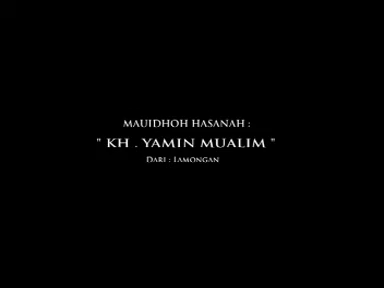 MAUIDHOH HASANAH :
" KH . YAMIN MUALIM "
DARI : LAMONGAN